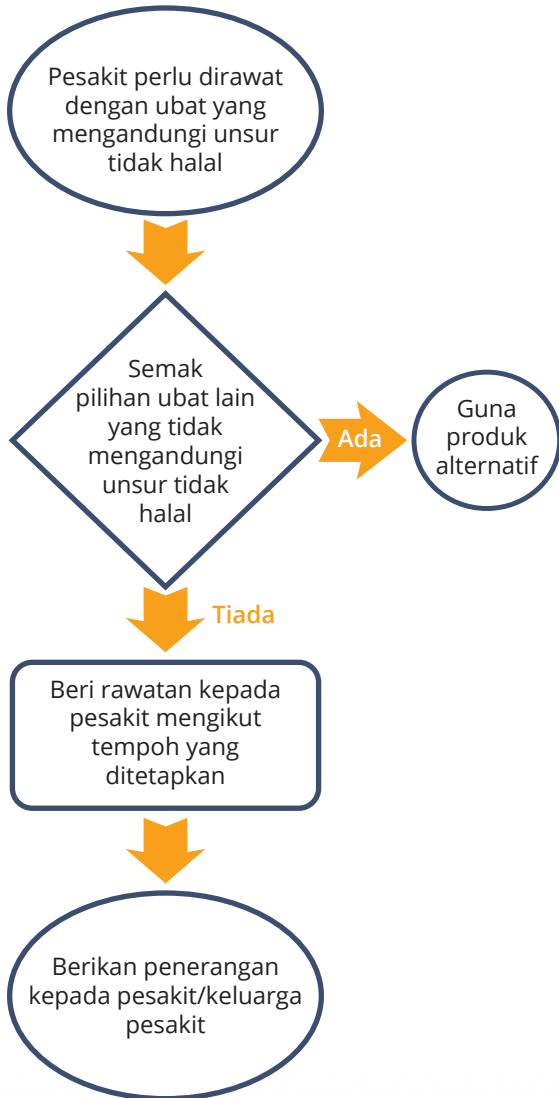 Pesakit perlu dirawat
dengan ubat yang
mengandungi unsur
tidak halal
Semak
pilihan ubat lain
yang tidak
mengandungi
unsur tidak
halal
Ada
Guna
produk
alternatif
Tiada
Beri rawatan kepada
pesakit mengikut
tempoh yang
ditetapkan
Berikan penerangan
kepada pesakit/keluarga
pesakit